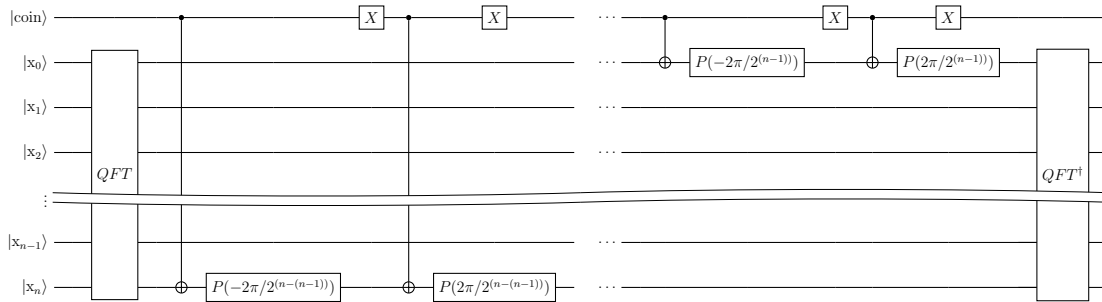 |coin⟩ X X ··· X X
|x₀⟩ ··· P(−2π/2⁽ⁿ⁻¹⁾) P(2π/2⁽ⁿ⁻¹⁾)
|x₁⟩ ···
|x₂⟩ ···
QFT QFT†
⋮
|xₙ₋₁⟩ ···
|xₙ⟩ P(−2π/2⁽ⁿ⁻⁽ⁿ⁻¹⁾⁾) P(2π/2⁽ⁿ⁻⁽ⁿ⁻¹⁾⁾) ···